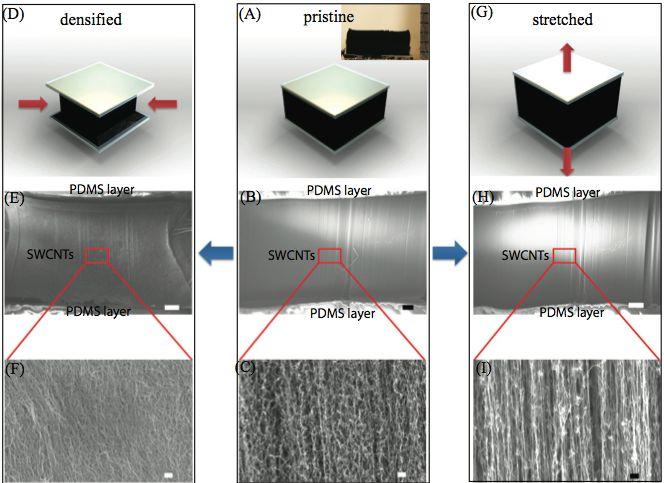 (D)
densified
(A)
pristine
(G)
stretched
PDMS layer
(E)
SWCNTs
PDMS layer
(F)
PDMS layer
(B)
SWCNTs
PDMS layer
(C)
PDMS layer
(H)
SWCNTs
PDMS layer
(I)